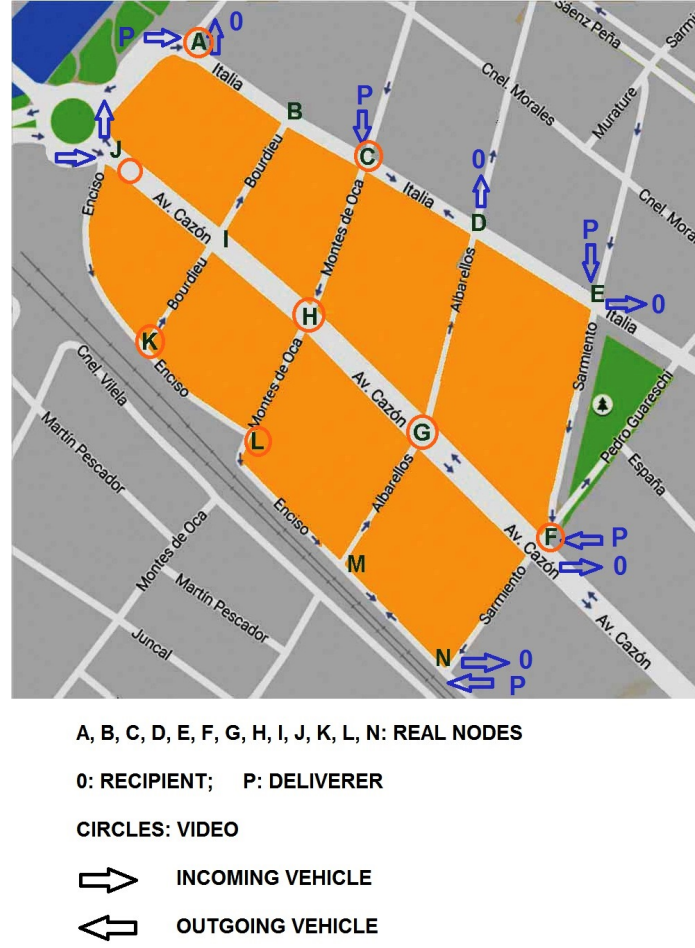 Sáenz Peña
Sarmi
P
0
A
Italia
Cnel. Morales
Murature
B
P
J
Bourdieu
C
Italia
0
Cnel. Mora
Enciso
Av. Cazón
Montes de Oca
D
P
I
Albarellos
E
0
Bourdieu
Italia
H
K
Sarmiento
Cnel. Vilela
Enciso
Montes de Oca
Av. Cazón
Pedro Guareschi
L
G
Martín Pescador
España
Albarellos
Enciso
Av. Cazón
F
P
0
Montes de Oca
M
Sarmiento
Martín Pescador
Av. Cazón
Juncal
N
0
P
A, B, C, D, E, F, G, H, I, J, K, L, N: REAL NODES
0: RECIPIENT; P: DELIVERER
CIRCLES: VIDEO
INCOMING VEHICLE
OUTGOING VEHICLE